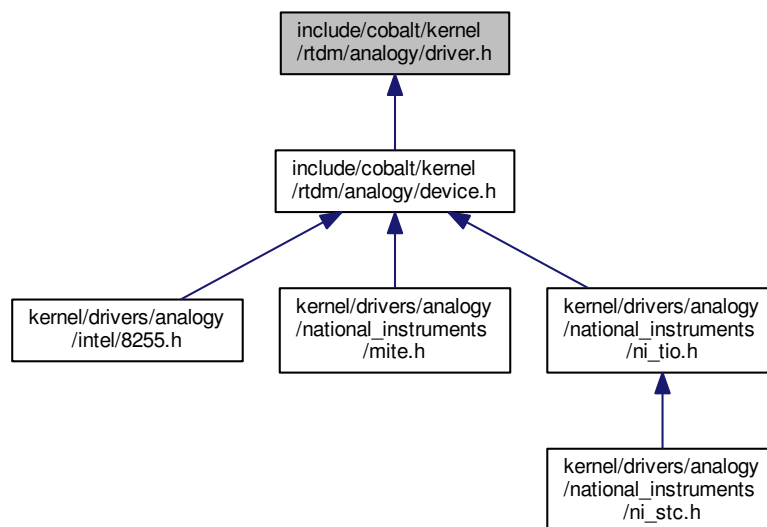 include/cobalt/kernel
/rtdm/analogy/driver.h
include/cobalt/kernel
/rtdm/analogy/device.h
kernel/drivers/analogy
/intel/8255.h
kernel/drivers/analogy
/national_instruments
/mite.h
kernel/drivers/analogy
/national_instruments
/ni_tio.h
kernel/drivers/analogy
/national_instruments
/ni_stc.h